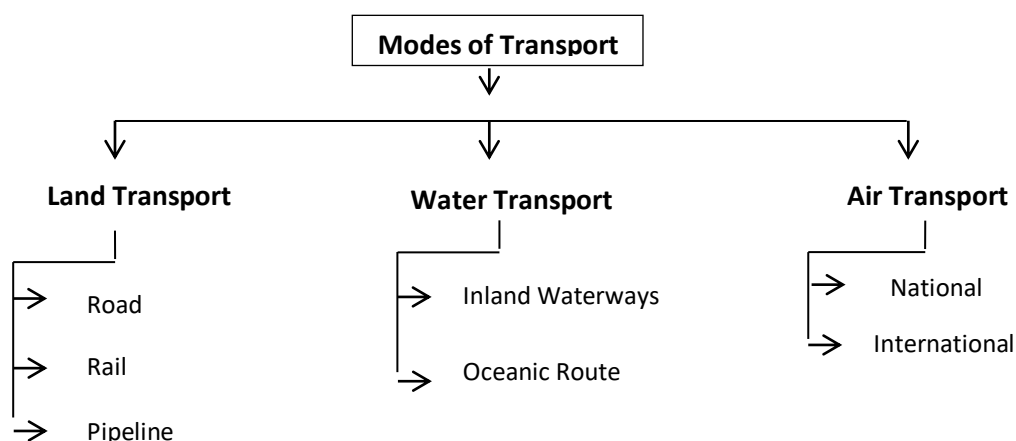 Modes of Transport
Land Transport
Water Transport
Air Transport
Road
Rail
Pipeline
Inland Waterways
Oceanic Route
National
International